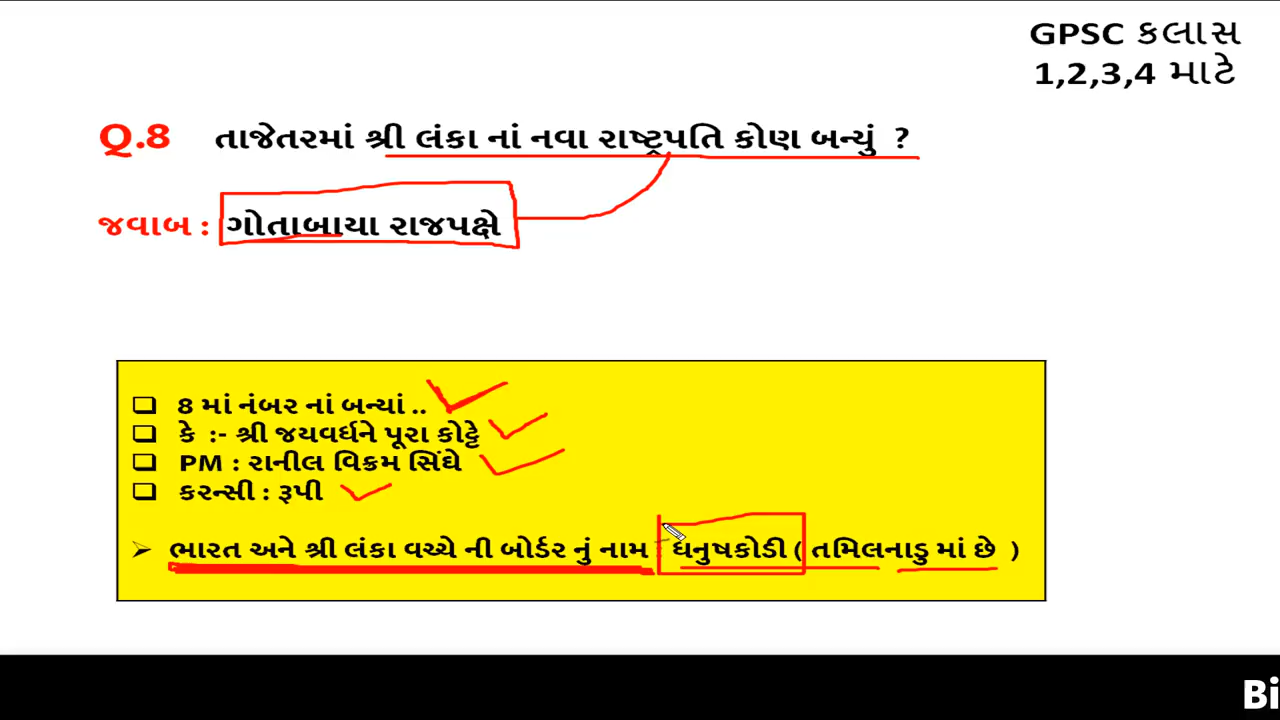 GPSC કલાસ
1,2,3,4 માટે
Q.8 તાજેતરમાં શ્રી લંકા નાં નવા રાષ્ટ્રપતિ કોણ બન્યું ?
જવાબ : ગોતાબાયા રાજપક્ષે
❑ 8 માં નંબર નાં બન્યાં ..
❑ કે :- શ્રી જયવર્ધને પૂરા કોટ્ટે
❑ PM : રાનીલ વિક્રમ સિંઘે
❑ કરન્સી : રૂપી
➢ ભારત અને શ્રી લંકા વચ્ચે ની બોર્ડર નું નામ ધનુષકોડી ( તમિલનાડુ માં છે )
Bi